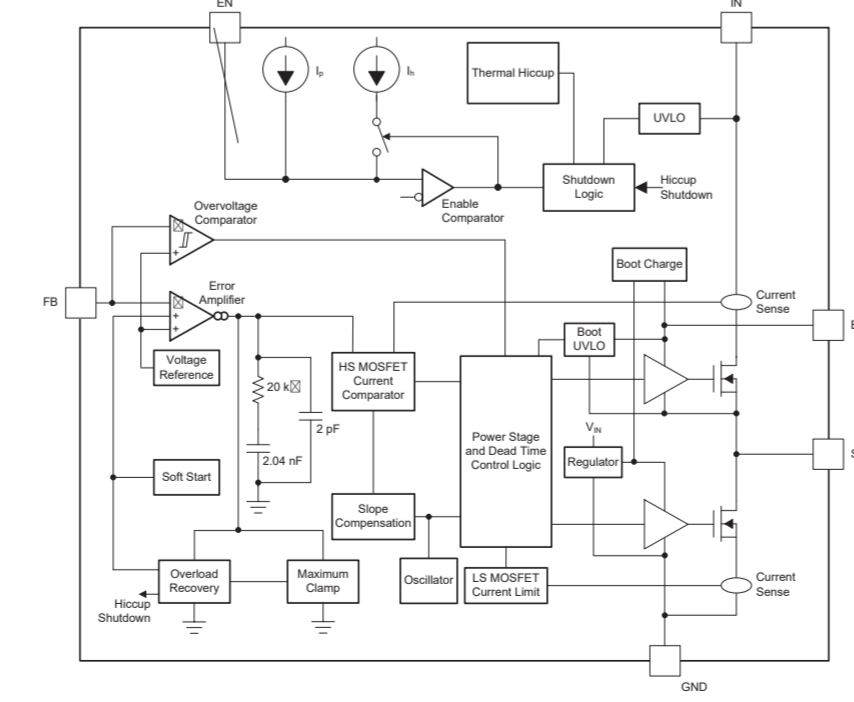 EN
IN
Ip
Ih
Thermal Hiccup
UVLO
Shutdown
Logic
Hiccup
Shutdown
Enable
Comparator
Overvoltage
Comparator
+
Boot Charge
FB
Error
Amplifier
+
+
Current
Sense
B
Boot
UVLO
Voltage
Reference
HS MOSFET
Current
Comparator
20 k
2 pF
2.04 nF
Power Stage
and Dead Time
Control Logic
VIN
Regulator
S
Soft Start
Slope
Compensation
Overload
Recovery
Maximum
Clamp
Oscillator
LS MOSFET
Current Limit
Current
Sense
Hiccup
Shutdown
GND